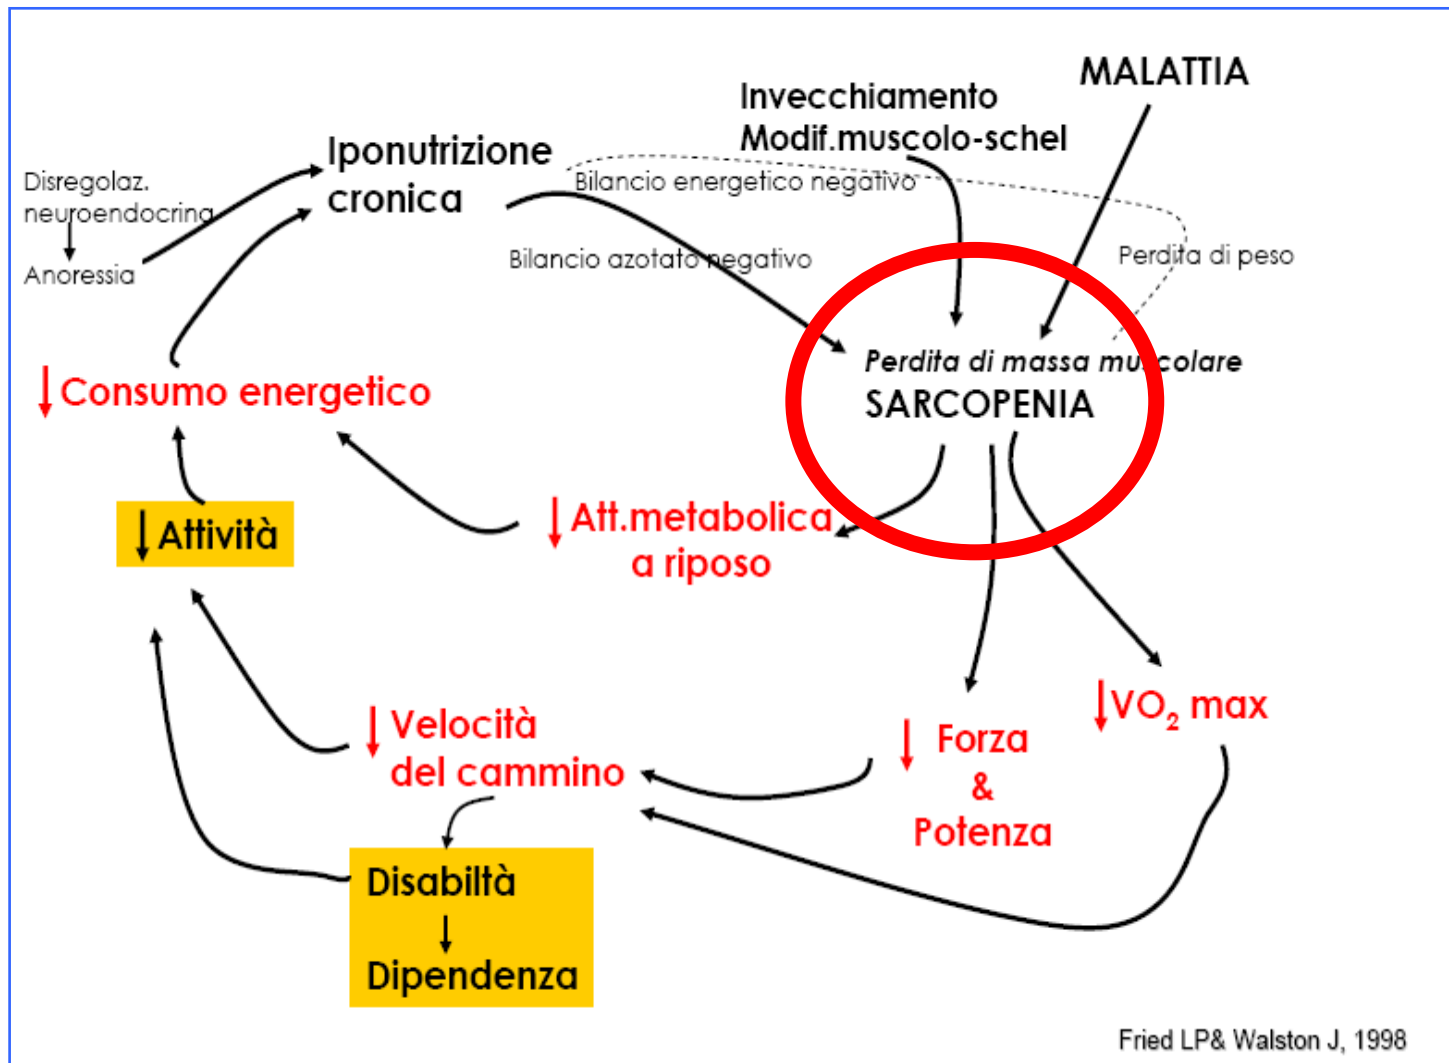 MALATTIA
Invecchiamento
Modif.muscolo-schel
Iponutrizione
cronica
Disregolaz.
neuroendocrina
Anoressia
Bilancio energetico negativo
Bilancio azotato negativo
Perdita di peso
Perdita di massa muscolare
SARCOPENIA
↓ Consumo energetico
↓ Attività
↓ Att.metabolica
a riposo
↓ Velocità
del cammino
↓ Forza
&
Potenza
↓ VO₂ max
Disabiltà
Dipendenza
Fried LP& Walston J, 1998